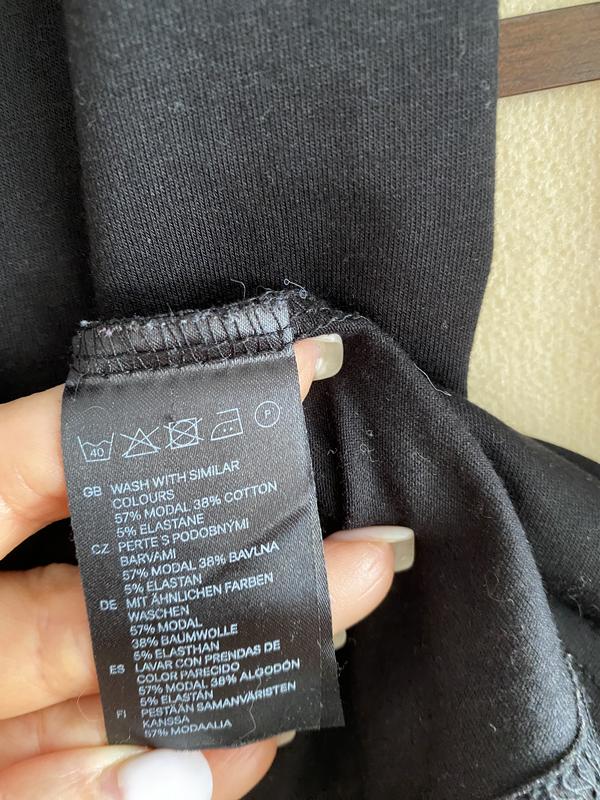 40
P
GB WASH WITH SIMILAR
COLOURS
57% MODAL 38% COTTON
5% ELASTANE
CZ PERTE'S PODOBNÝMI
BARVAMI
57% MODAL 38% BAVLNA
5% ELASTAN
DE MIT ÄHNLICHEN FARBEN
WASCHEN
57% MODAL
38% BAUMWOLLE
5% ELASTHAN
ES LAVAR CON PRENDAS DE
COLOR PARECIDO
57% MODAL 38% ALGODÓN
5% ELASTÁN
FI PESTÄÄN SAMANVÄRISTEN
KANSSA
57% MODAALIA